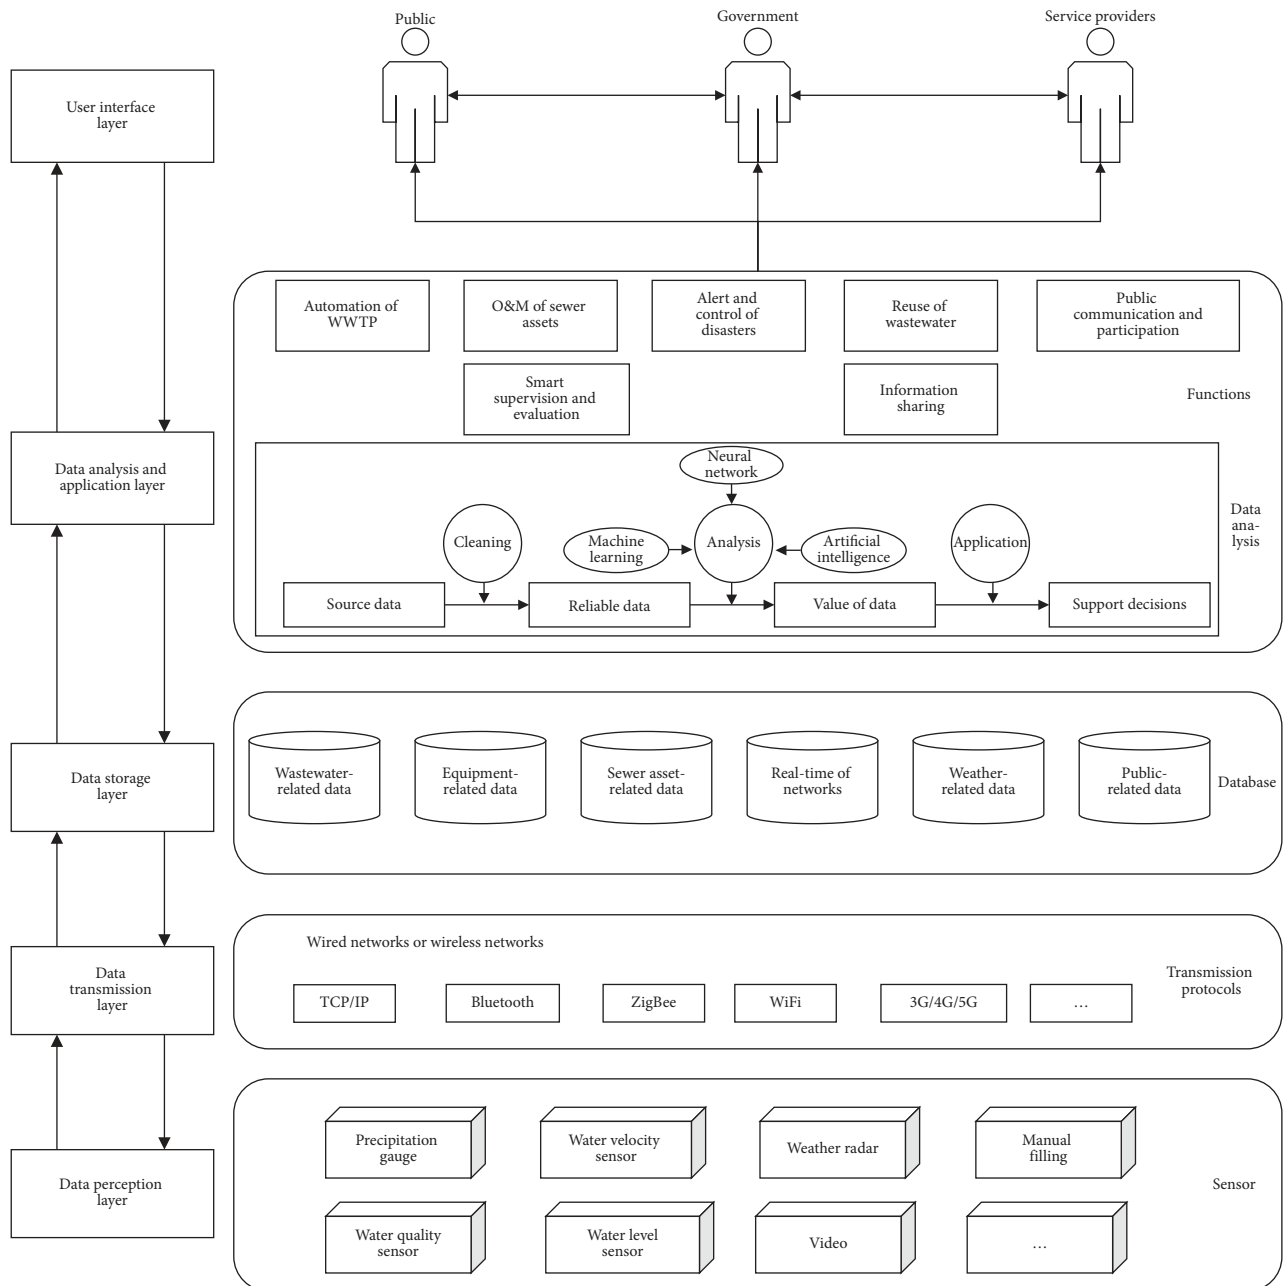 Public
Government
Service providers
User interface
layer
Automation of
WWTP
O&M of sewer
assets
Alert and
control of
disasters
Reuse of
wastewater
Public
communication and
participation
Smart
supervision and
evaluation
Information
sharing
Functions
Data analysis and
application layer
Neural
network
Cleaning
Machine
learning
Analysis
Artificial
intelligence
Application
Data
ana-
lysis
Source data
Reliable data
Value of data
Support decisions
Data storage
layer
Wastewater-
related data
Equipment-
related data
Sewer asset-
related data
Real-time of
networks
Weather-
related data
Public-
related data
Database
Data
transmission
layer
Wired networks or wireless networks
TCP/IP
Bluetooth
ZigBee
WiFi
3G/4G/5G
…
Transmission
protocols
Data perception
layer
Precipitation
gauge
Water velocity
sensor
Weather radar
Manual
filling
Sensor
Water quality
sensor
Water level
sensor
Video
…